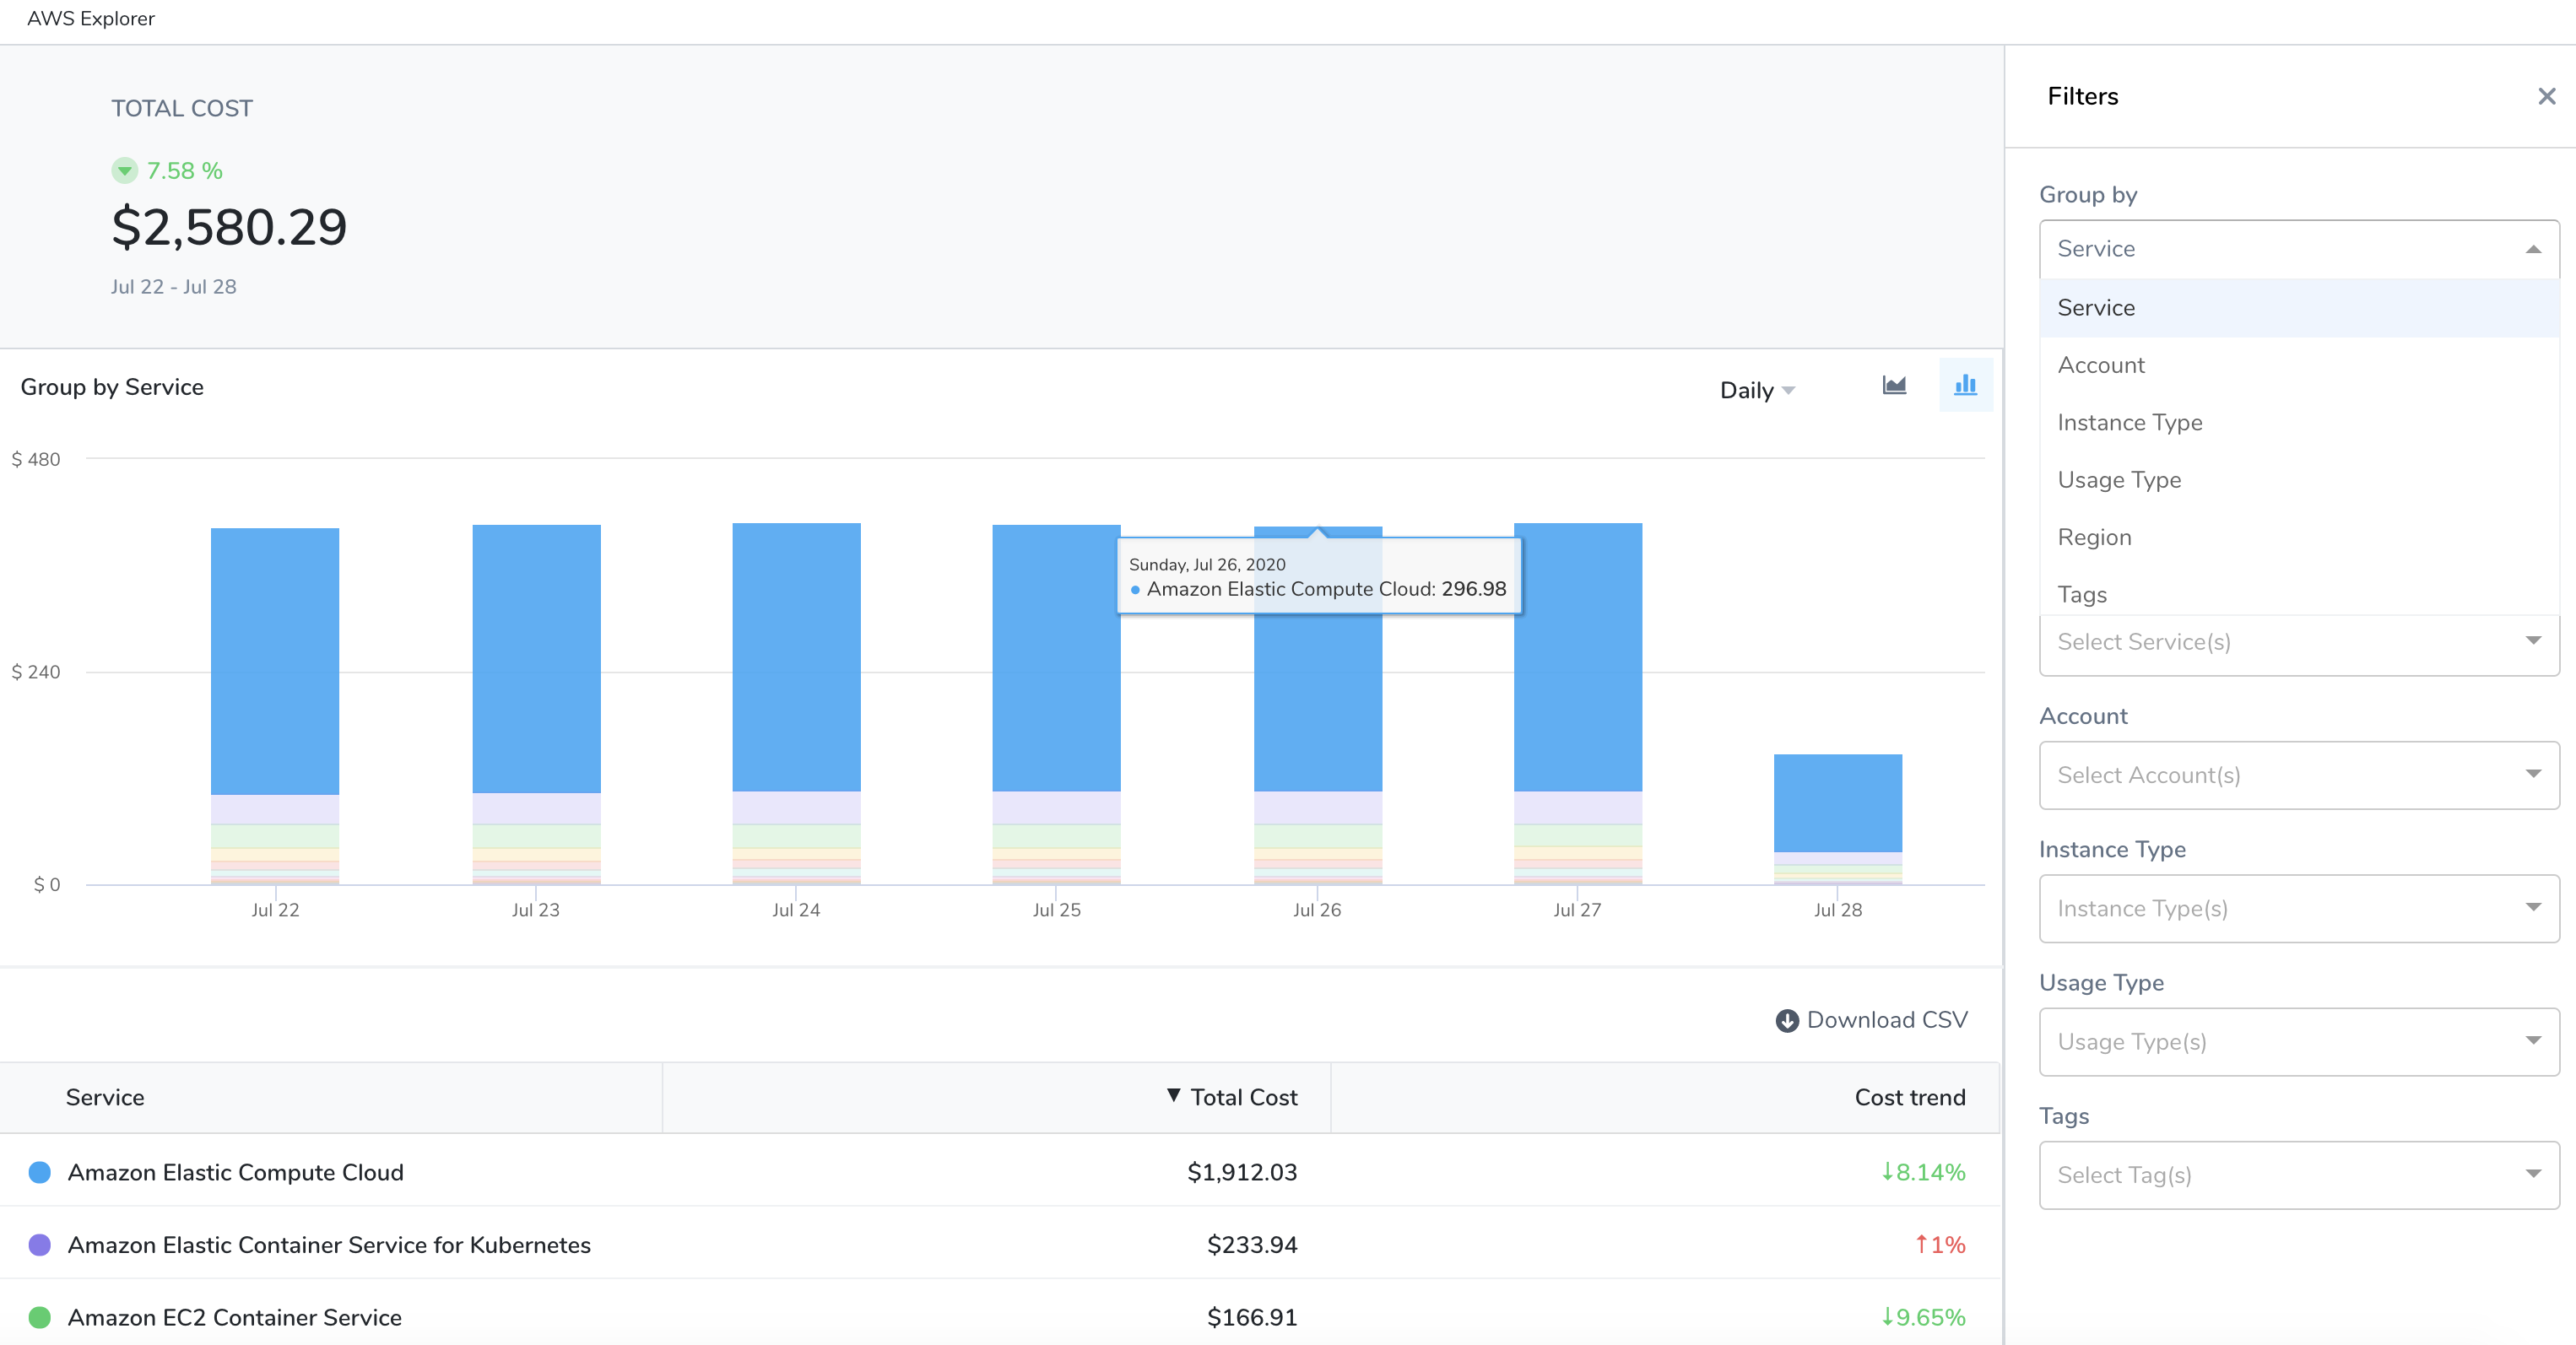 AWS Explorer
TOTAL COST
7.58 %
$2,580.29
Jul 22 - Jul 28
Group by Service
Daily
$ 480
$ 240
$ 0
Sunday, Jul 26, 2020
Amazon Elastic Compute Cloud: 296.98
Jul 22 Jul 23 Jul 24 Jul 25 Jul 26 Jul 27 Jul 28
Download CSV
Service ▼ Total Cost Cost trend
Amazon Elastic Compute Cloud $1,912.03 ↓8.14%
Amazon Elastic Container Service for Kubernetes $233.94 ↑1%
Amazon EC2 Container Service $166.91 ↓9.65%
Filters
Group by
Service
Service
Account
Instance Type
Usage Type
Region
Tags
Select Service(s)
Account
Select Account(s)
Instance Type
Instance Type(s)
Usage Type
Usage Type(s)
Tags
Select Tag(s)